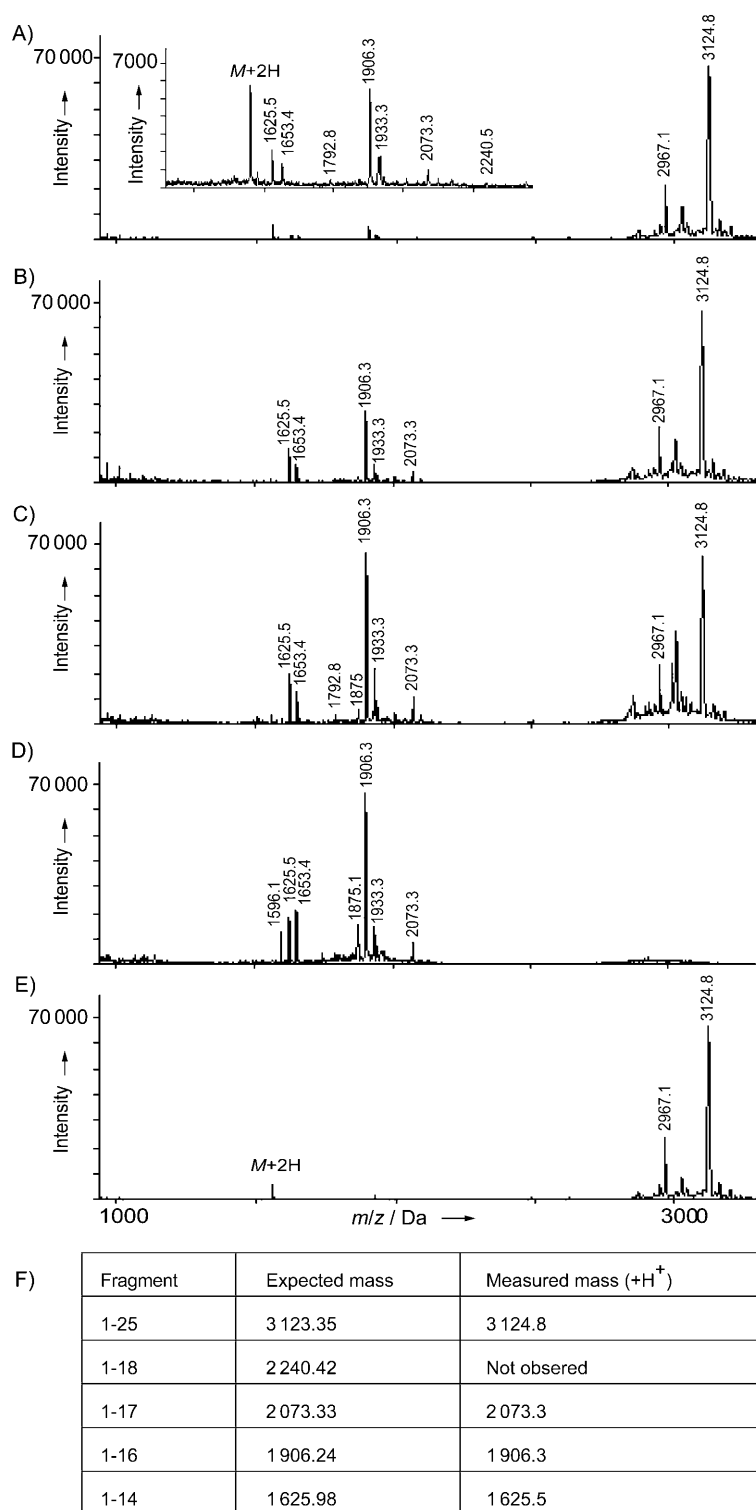 A)
70 000
Intensity
7000
Intensity
M+2H
1625.5
1653.4
1792.8
1906.3
1933.3
2073.3
2240.5
2967.1
3124.8
B)
70 000
Intensity
1625.5
1653.4
1906.3
1933.3
2073.3
2967.1
3124.8
C)
70 000
Intensity
1625.5
1653.4
1792.8
1875
1906.3
1933.3
2073.3
2967.1
3124.8
D)
70 000
Intensity
1596.1
1625.5
1653.4
1875.1
1906.3
1933.3
2073.3
E)
70 000
Intensity
M+2H
2967.1
3124.8
1000 m/z / Da 3000
F)
Fragment Expected mass Measured mass (+H+)
1-25 3 123.35 3 124.8
1-18 2 240.42 Not obsered
1-17 2 073.33 2 073.3
1-16 1 906.24 1 906.3
1-14 1 625.98 1 625.5